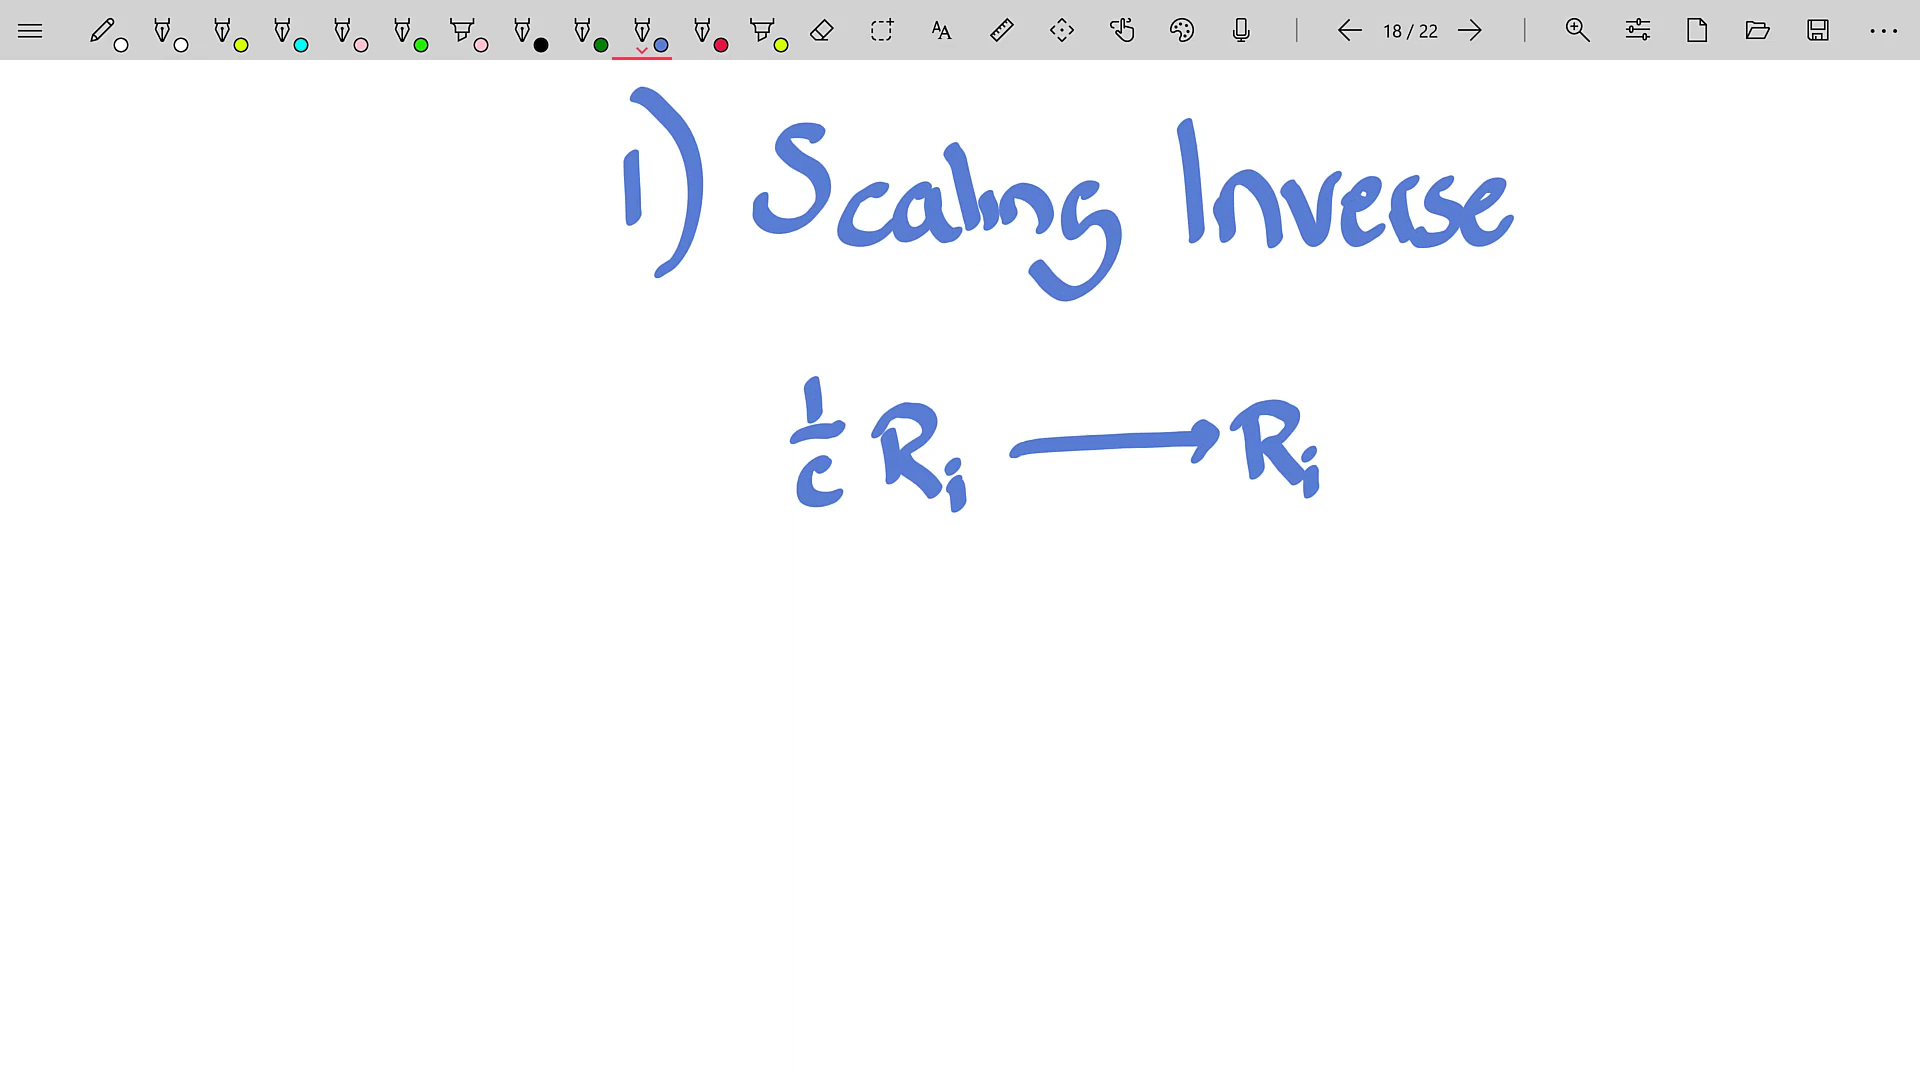 18 / 22
1) Scaling Inverse
1/c Ri → Ri